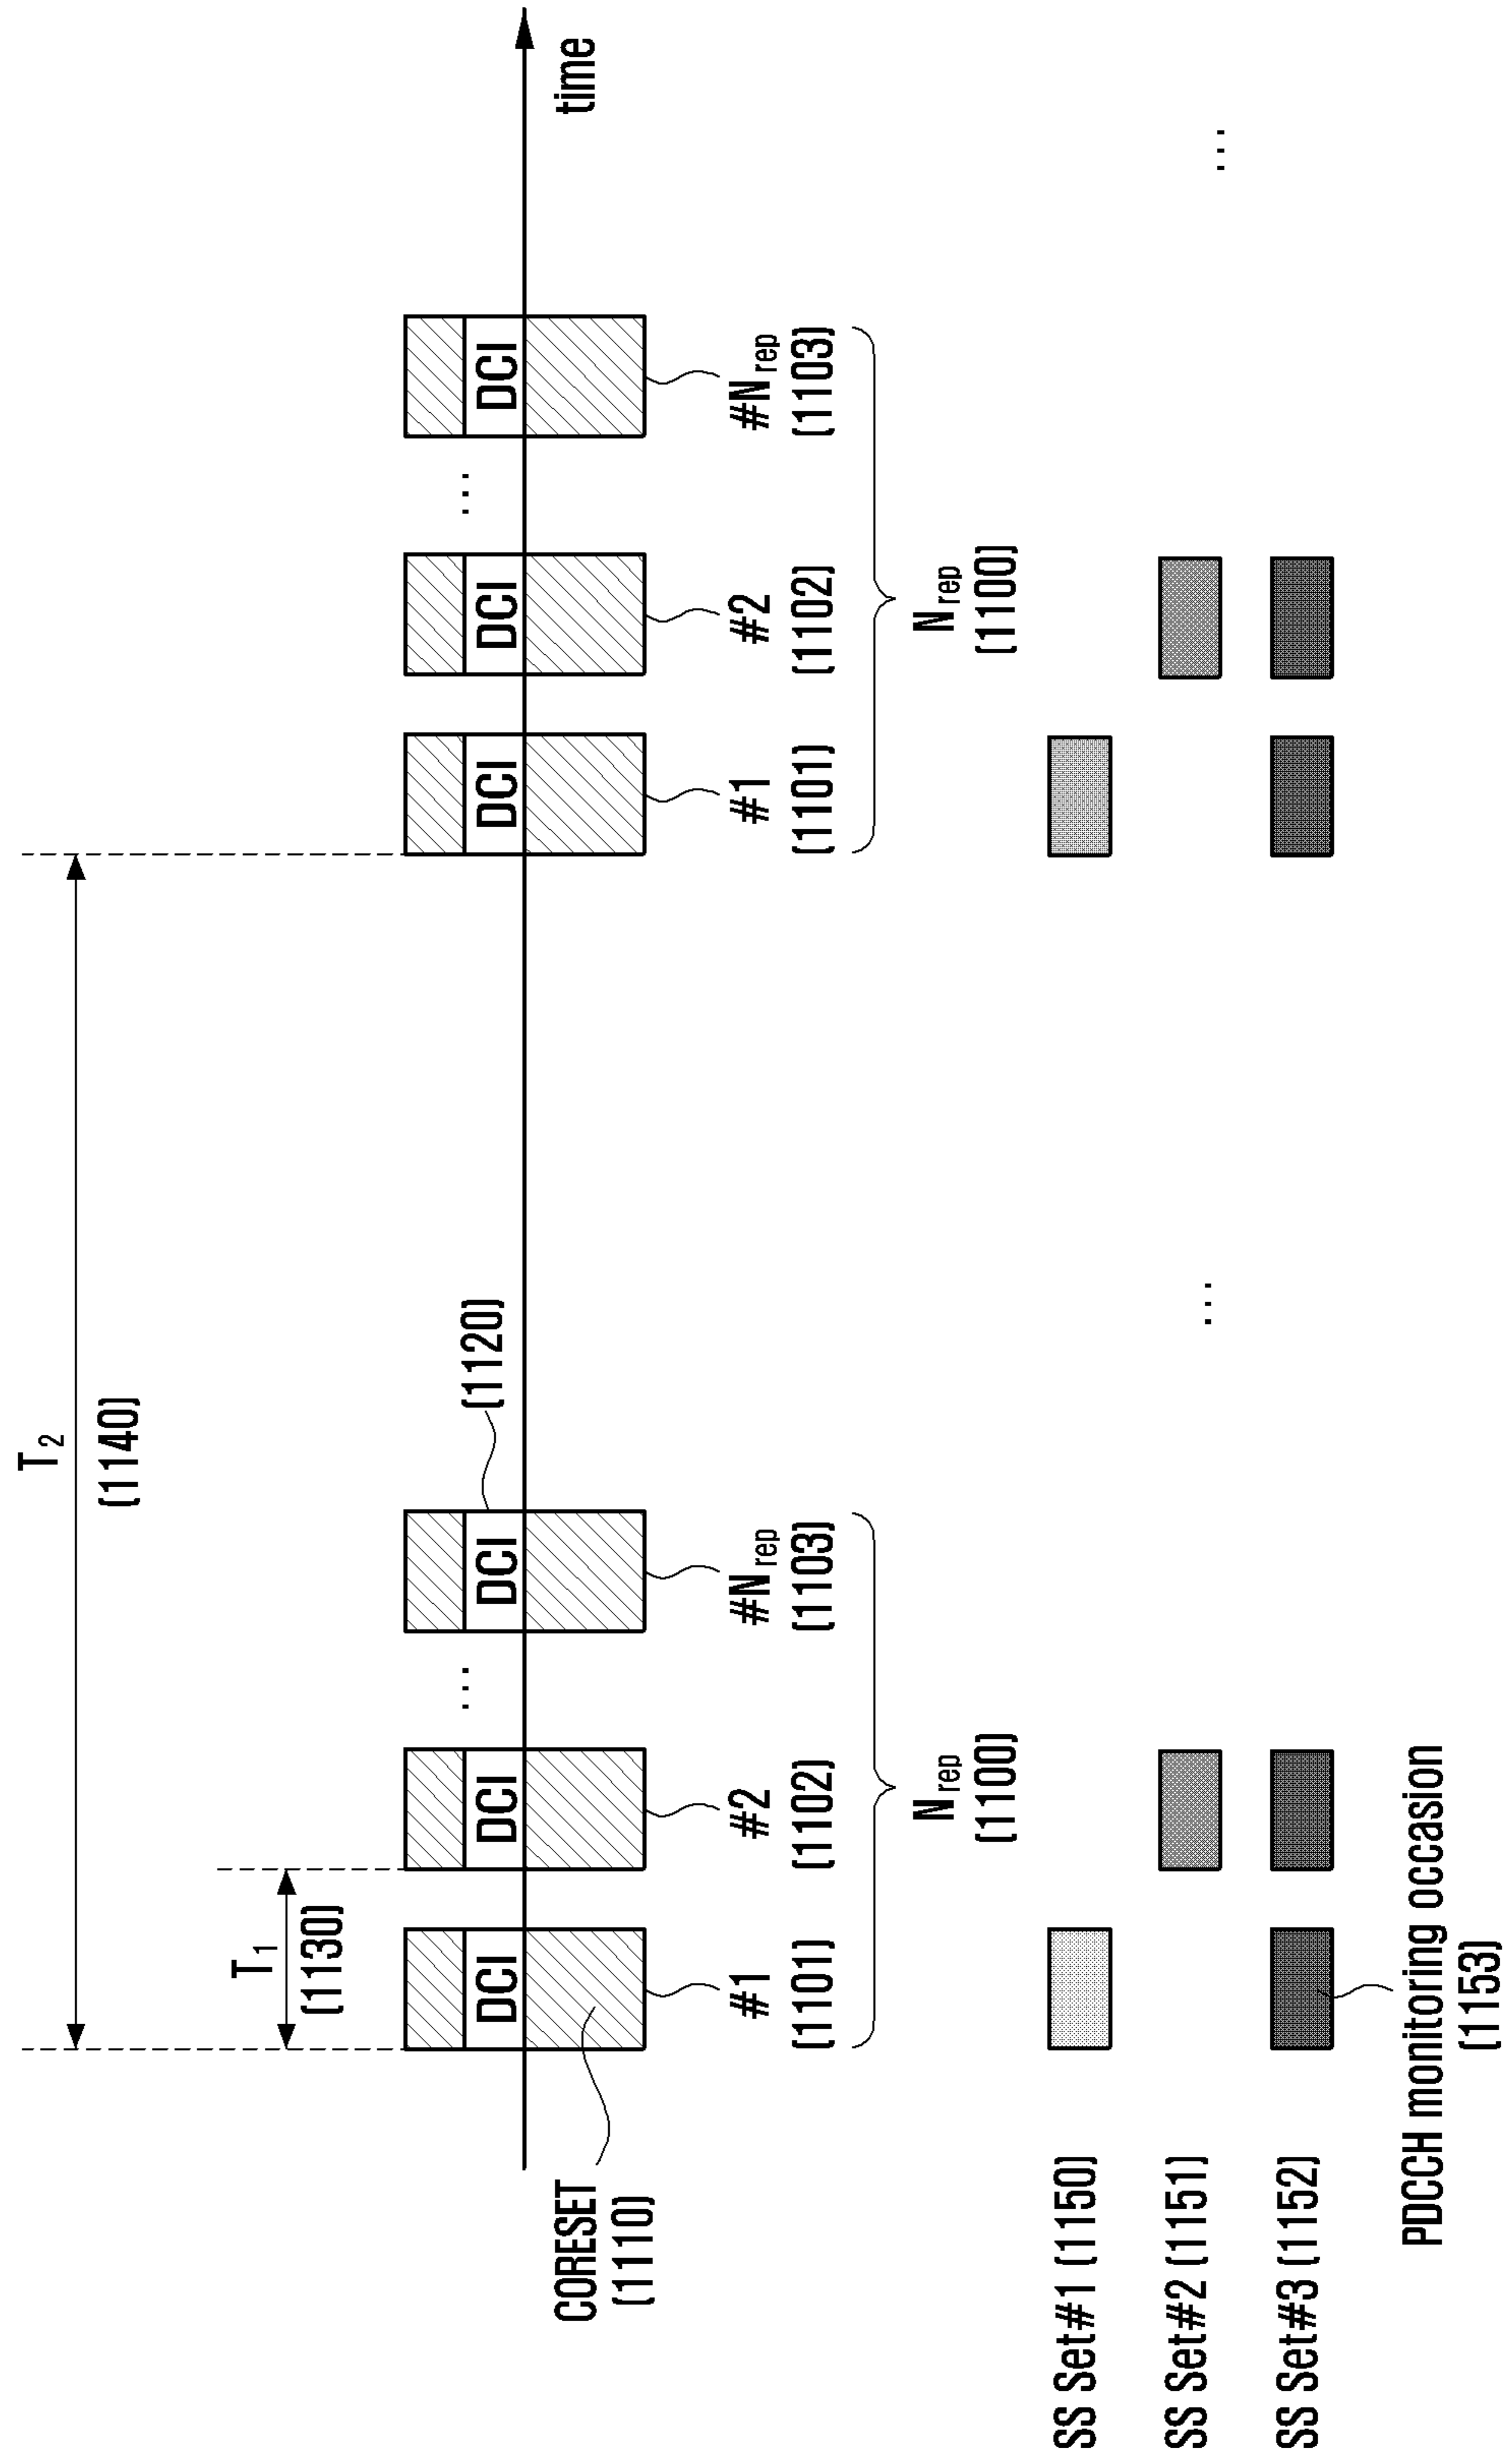 T2
(1140)
T1
(1130)
(1120)
DCI
DCI
...
DCI
DCI
DCI
...
DCI
time
CORESET
(1110)
#1
(1101)
#2
(1102)
#Nrep
(1103)
#1
(1101)
#2
(1102)
#Nrep
(1103)
Nrep
(1100)
Nrep
(1100)
SS Set#1 (1150)
SS Set#2 (1151)
...
...
SS Set#3 (1152)
PDCCH monitoring occasion
(1153)